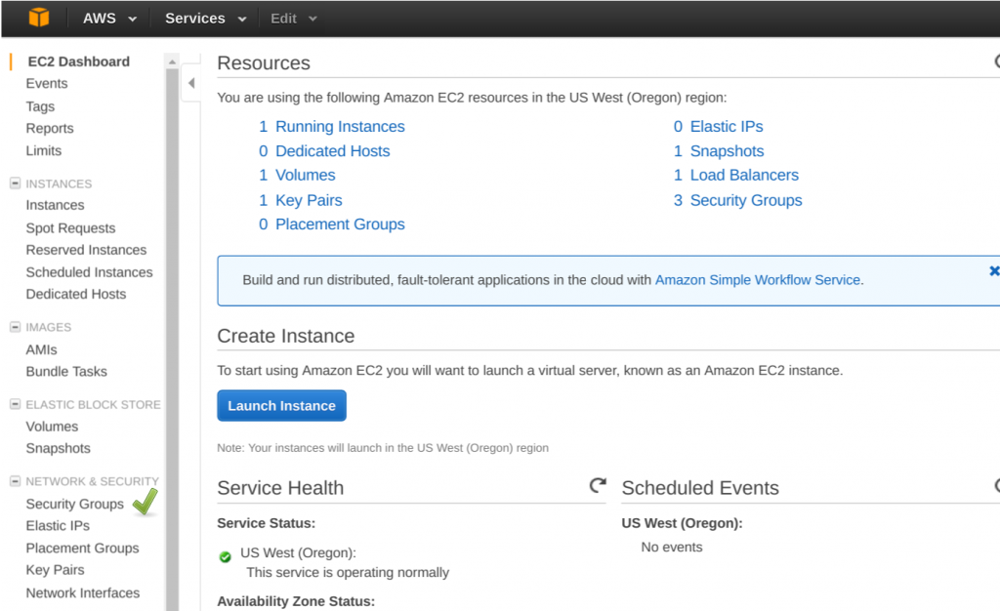 AWS Services Edit
EC2 Dashboard
Events
Tags
Reports
Limits
INSTANCES
Instances
Spot Requests
Reserved Instances
Scheduled Instances
Dedicated Hosts
IMAGES
AMIs
Bundle Tasks
ELASTIC BLOCK STORE
Volumes
Snapshots
NETWORK & SECURITY
Security Groups
Elastic IPs
Placement Groups
Key Pairs
Network Interfaces
Resources
You are using the following Amazon EC2 resources in the US West (Oregon) region:
1 Running Instances
0 Dedicated Hosts
1 Volumes
1 Key Pairs
0 Placement Groups
0 Elastic IPs
1 Snapshots
1 Load Balancers
3 Security Groups
Build and run distributed, fault-tolerant applications in the cloud with Amazon Simple Workflow Service.
Create Instance
To start using Amazon EC2 you will want to launch a virtual server, known as an Amazon EC2 instance.
Launch Instance
Note: Your instances will launch in the US West (Oregon) region
Service Health
Service Status:
US West (Oregon):
This service is operating normally
Availability Zone Status:
Scheduled Events
US West (Oregon):
No events